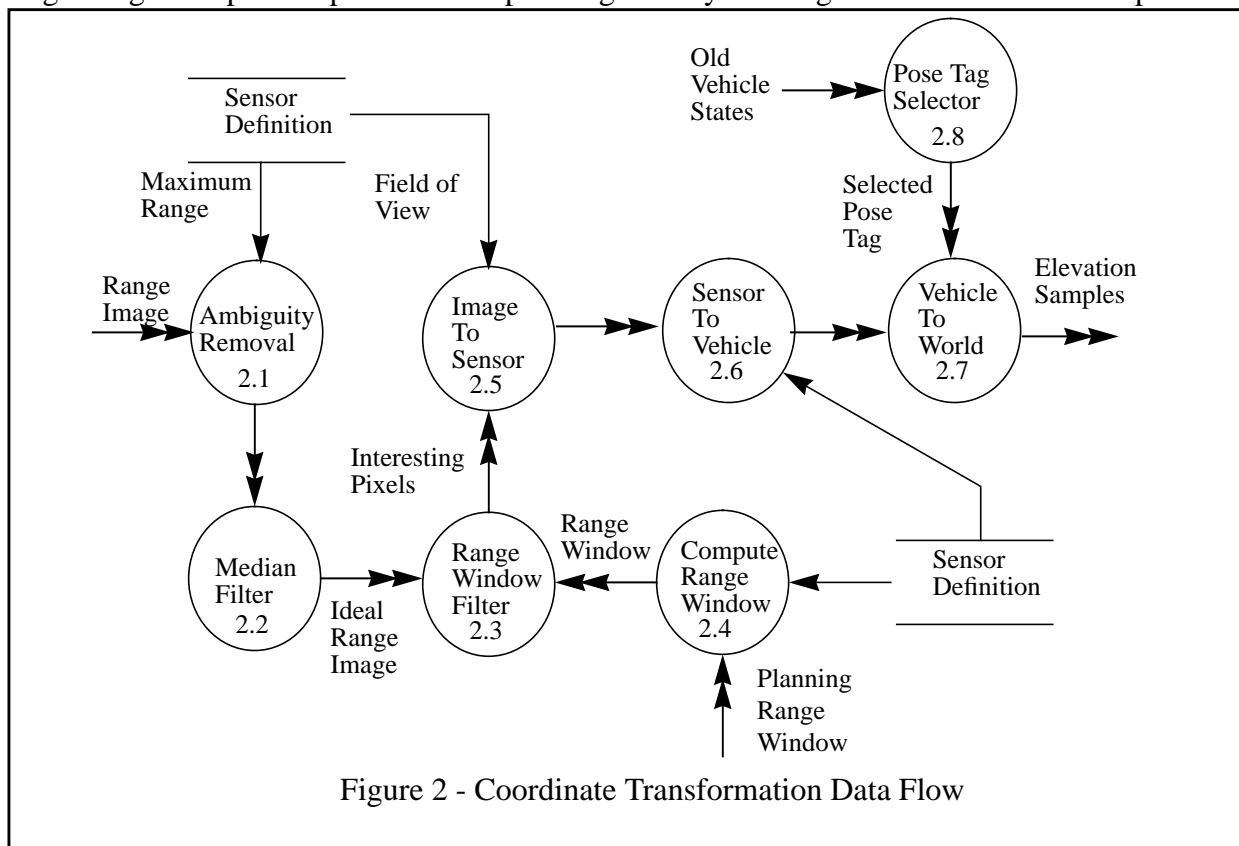 Old
Vehicle
States
Pose Tag
Selector
2.8
Sensor
Definition
Maximum
Range
Field of
View
Selected
Pose
Tag
Range
Image
Ambiguity
Removal
2.1
Image
To
Sensor
2.5
Sensor
To
Vehicle
2.6
Vehicle
To
World
2.7
Elevation
Samples
Interesting
Pixels
Median
Filter
2.2
Ideal
Range
Image
Range
Window
Filter
2.3
Range
Window
Compute
Range
Window
2.4
Sensor
Definition
Planning
Range
Window
Figure 2 - Coordinate Transformation Data Flow